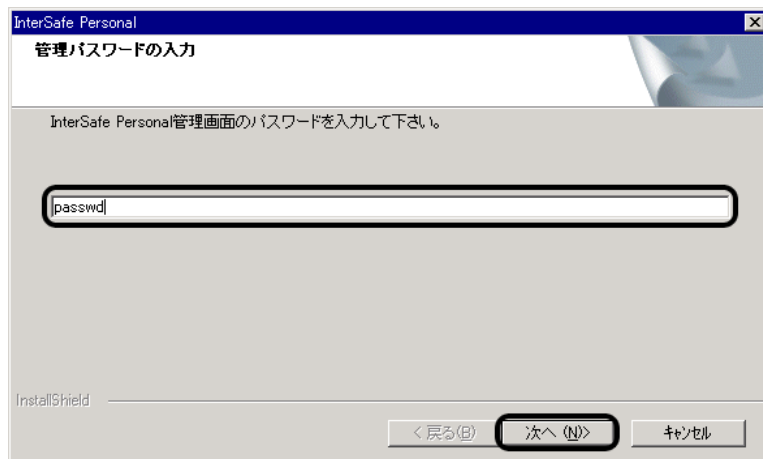 InterSafe Personal
管理パスワードの入力
InterSafe Personal管理画面のパスワードを入力して下さい。
passwd
InstallShield
< 戻る(B)
次へ (N)>
キャンセル